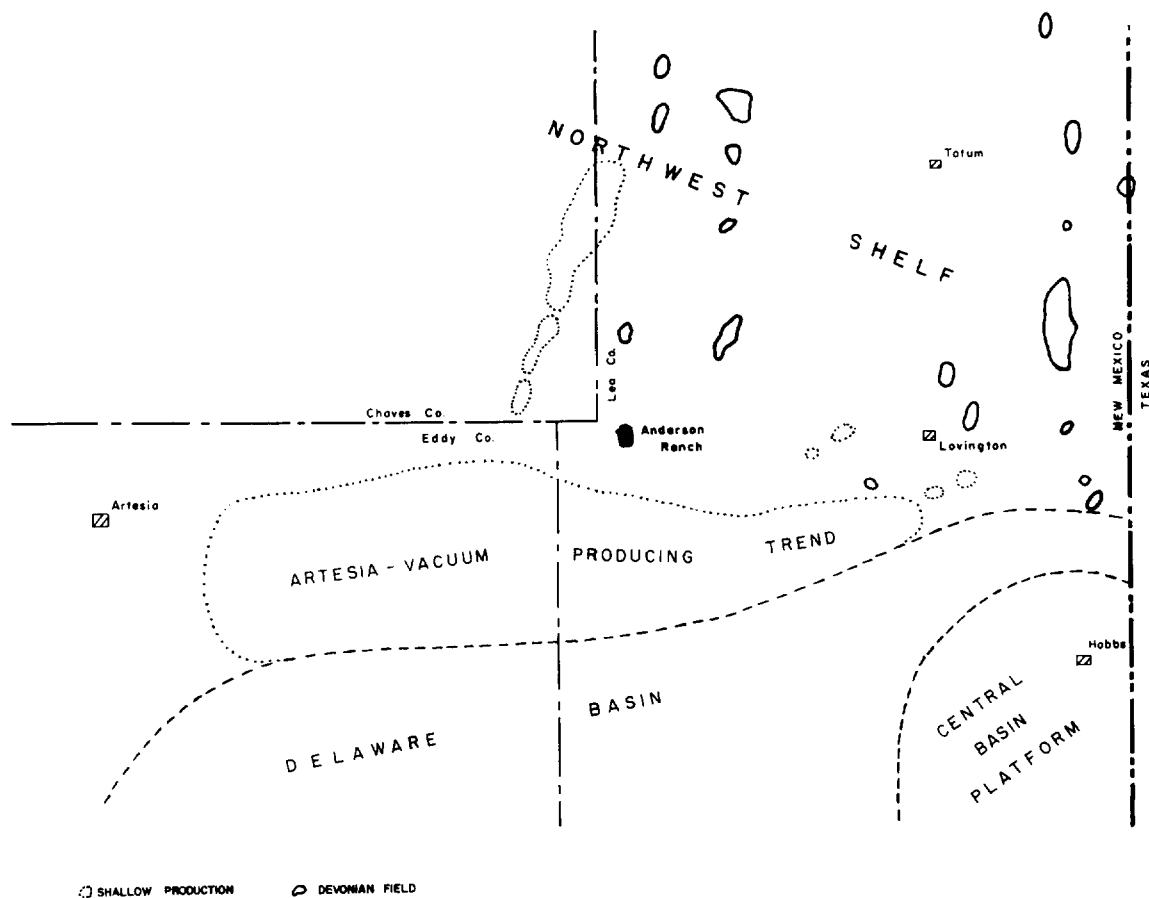 NORTHWEST
SHELF
Tatum
Lea Co.
NEW MEXICO
TEXAS
Chaves Co.
Eddy Co.
Anderson
Ranch
Lovington
Artesia
ARTESIA - VACUUM PRODUCING TREND
Hobbs
DELAWARE BASIN
CENTRAL
BASIN
PLATFORM
SHALLOW PRODUCTION
DEVONIAN FIELD